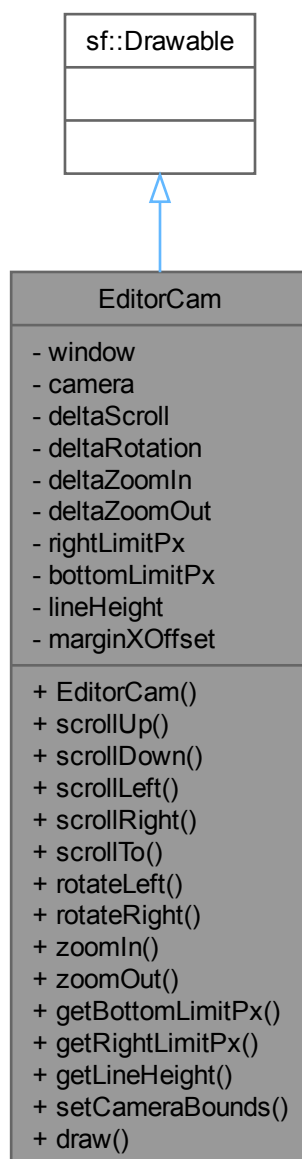 sf::Drawable
EditorCam
- window
- camera
- deltaScroll
- deltaRotation
- deltaZoomIn
- deltaZoomOut
- rightLimitPx
- bottomLimitPx
- lineHeight
- marginXOffset
+ EditorCam()
+ scrollUp()
+ scrollDown()
+ scrollLeft()
+ scrollRight()
+ scrollTo()
+ rotateLeft()
+ rotateRight()
+ zoomIn()
+ zoomOut()
+ getBottomLimitPx()
+ getRightLimitPx()
+ getLineHeight()
+ setCameraBounds()
+ draw()